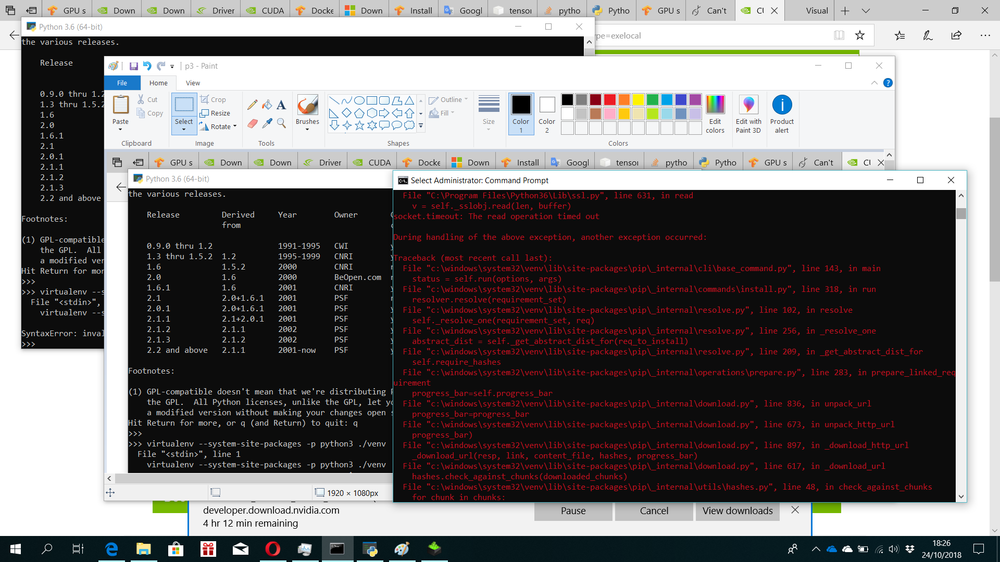 GPU s
Down
Down
Driver
CUDA
Docke
Down
Install
Googl
tensor
pytho
Pytho
GPU s
Can't
Visual
Python 3.6 (64-bit)
ype=exelocal
the various releases.
Release
0.9.0 thru 1.2
1.3 thru 1.5.2
1.6
2.0
1.6.1
2.1
2.0.1
2.1.1
2.1.2
2.1.3
2.2 and above
Footnotes:
(1) GPL-compatible
the GPL.  All
a modified ver
Hit Return for mor
>>>
>>> virtualenv --s
File "<stdin>",
virtualenv --s
SyntaxError: inval
>>>
p3 - Paint
File
Home
View
Paste
Cut
Copy
Clipboard
Select
Crop
Resize
Rotate
Image
Tools
Brushes
Outline
Fill
Shapes
Size
Color
1
Color
2
Edit
colors
Colors
Edit with
Paint 3D
Product
alert
GPU s
Down
Down
Driver
CUDA
Docke
Down
Install
Googl
tensor
pytho
Pytho
GPU s
Can't
Python 3.6 (64-bit)
the various releases.
Release Derived Year Owner
from
0.9.0 thru 1.2 1991-1995 CWI
1.3 thru 1.5.2 1.2 1995-1999 CNRI
1.6 1.5.2 2000 CNRI
2.0 1.6 2000 BeOpen.com
1.6.1 1.6 2001 CNRI
2.1 2.0+1.6.1 2001 PSF
2.0.1 2.0+1.6.1 2001 PSF
2.1.1 2.1+2.0.1 2001 PSF
2.1.2 2.1.1 2002 PSF
2.1.3 2.1.2 2002 PSF
2.2 and above 2.1.1 2001-now PSF
Footnotes:
(1) GPL-compatible doesn't mean that we're distributing
the GPL.  All Python licenses, unlike the GPL, let
a modified version without making your changes open
Hit Return for more, or q (and Return) to quit: q
>>>
>>> virtualenv --system-site-packages -p python3 ./venv
File "<stdin>", line 1
virtualenv --system-site-packages -p python3 ./venv
1920 × 1080px
Select Administrator: Command Prompt
File "C:\Program Files\Python36\Lib\ssl.py", line 631, in read
v = self._sslobj.read(len, buffer)
socket.timeout: The read operation timed out
During handling of the above exception, another exception occurred:
Traceback (most recent call last):
File "c:\windows\system32\venv\lib\site-packages\pip\_internal\cli\base_command.py", line 143, in main
status = self.run(options, args)
File "c:\windows\system32\venv\lib\site-packages\pip\_internal\commands\install.py", line 318, in run
resolver.resolve(requirement_set)
File "c:\windows\system32\venv\lib\site-packages\pip\_internal\resolve.py", line 102, in resolve
self._resolve_one(requirement_set, req)
File "c:\windows\system32\venv\lib\site-packages\pip\_internal\resolve.py", line 256, in _resolve_one
abstract_dist = self._get_abstract_dist_for(req_to_install)
File "c:\windows\system32\venv\lib\site-packages\pip\_internal\resolve.py", line 209, in _get_abstract_dist_for
self.require_hashes
File "c:\windows\system32\venv\lib\site-packages\pip\_internal\operations\prepare.py", line 283, in prepare_linked_req
uirement
progress_bar=self.progress_bar
File "c:\windows\system32\venv\lib\site-packages\pip\_internal\download.py", line 836, in unpack_url
progress_bar=progress_bar
File "c:\windows\system32\venv\lib\site-packages\pip\_internal\download.py", line 673, in unpack_http_url
progress_bar)
File "c:\windows\system32\venv\lib\site-packages\pip\_internal\download.py", line 897, in _download_http_url
_download_url(resp, link, content_file, hashes, progress_bar)
File "c:\windows\system32\venv\lib\site-packages\pip\_internal\download.py", line 617, in _download_url
hashes.check_against_chunks(downloaded_chunks)
File "c:\windows\system32\venv\lib\site-packages\pip\_internal\utils\hashes.py", line 48, in check_against_chunks
for chunk in chunks:
developer.download.nvidia.com
4 hr 12 min remaining
Pause
Cancel
View downloads
18:26
24/10/2018